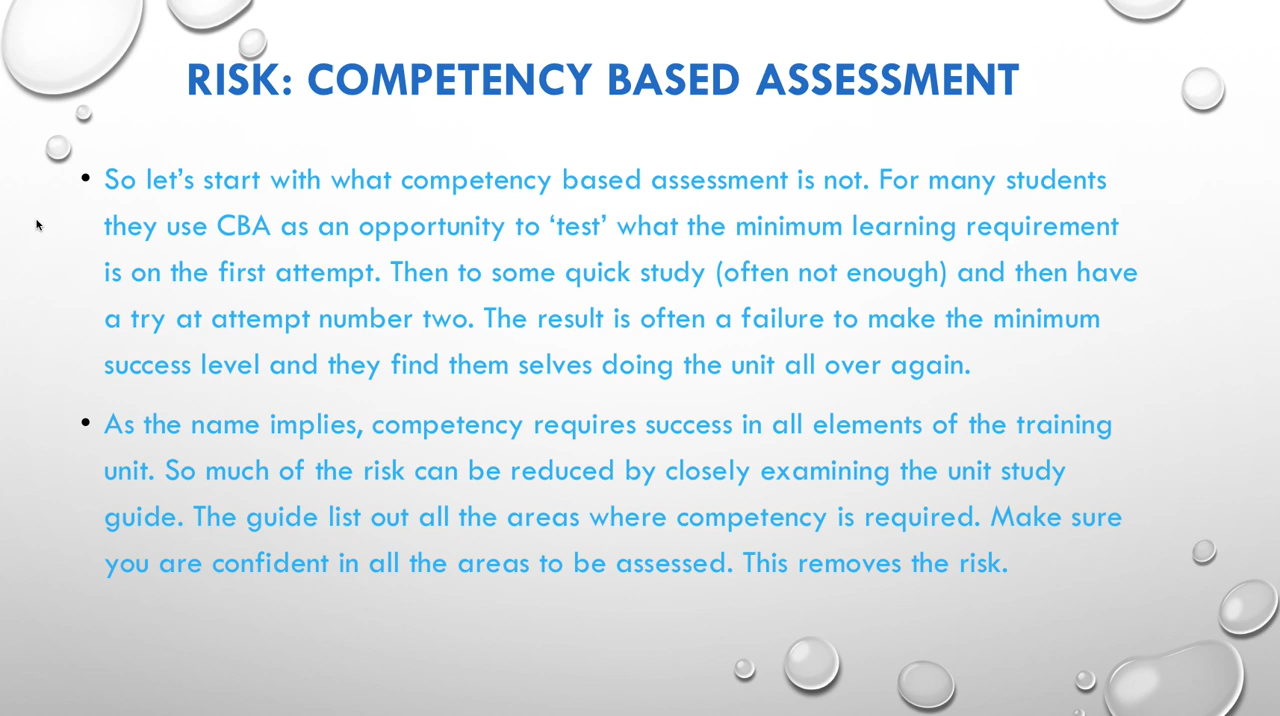 RISK: COMPETENCY BASED ASSESSMENT
• So let’s start with what competency based assessment is not. For many students
they use CBA as an opportunity to ‘test’ what the minimum learning requirement
is on the first attempt. Then to some quick study (often not enough) and then have
a try at attempt number two. The result is often a failure to make the minimum
success level and they find them selves doing the unit all over again.
• As the name implies, competency requires success in all elements of the training
unit. So much of the risk can be reduced by closely examining the unit study
guide. The guide list out all the areas where competency is required. Make sure
you are confident in all the areas to be assessed. This removes the risk.